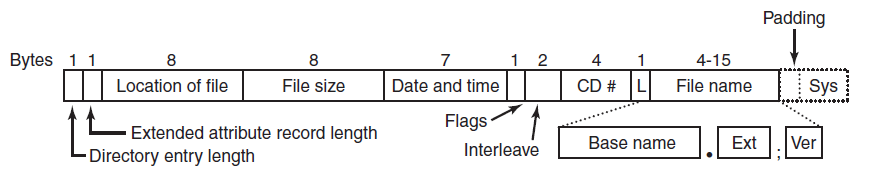 Padding
Bytes 1 1 8 8 7 1 2 4 1 4-15
Location of file File size Date and time CD # L File name Sys
Flags
Extended attribute record length
Interleave
Base name . Ext ; Ver
Directory entry length